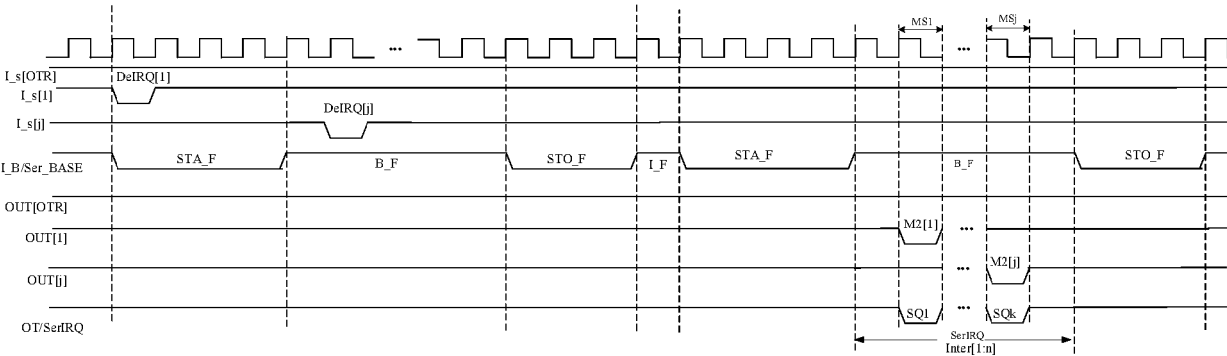 MS1
MSj
...
...
I_s[OTR]
DeIRQ[1]
I_s[1]
DeIRQ[j]
I_s[j]
STA_F
B_F
STO_F
I_F
STA_F
B_F
STO_F
I_B/Ser_BASE
OUT[OTR]
M2[1]
...
OUT[1]
M2[j]
...
OUT[j]
SQ1
...
SQk
OT/SerIRQ
SerIRQ
Inter[1:n]